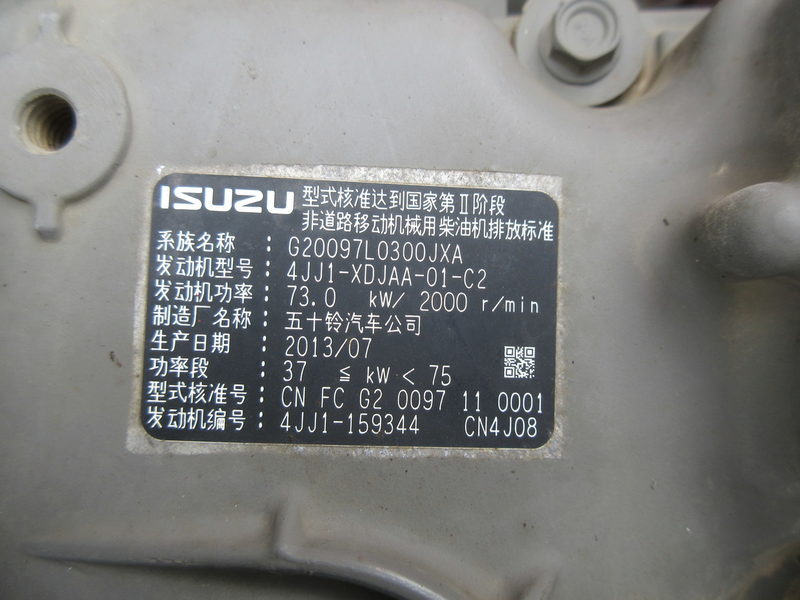 ISUZU 型式核准达到国家第Ⅱ阶段
非道路移动机械用柴油机排放标准
系族名称 : G20097L0300JXA
发动机型号 : 4JJ1-XDJAA-01-C2
发动机功率 : 73.0 kW/ 2000 r/min
制造厂名称 : 五十铃汽车公司
生产日期 : 2013/07
功率段 : 37 ≦ kW < 75
型式核准号 : CN FC G2 0097 11 0001
发动机编号 : 4JJ1-159344 CN4J08